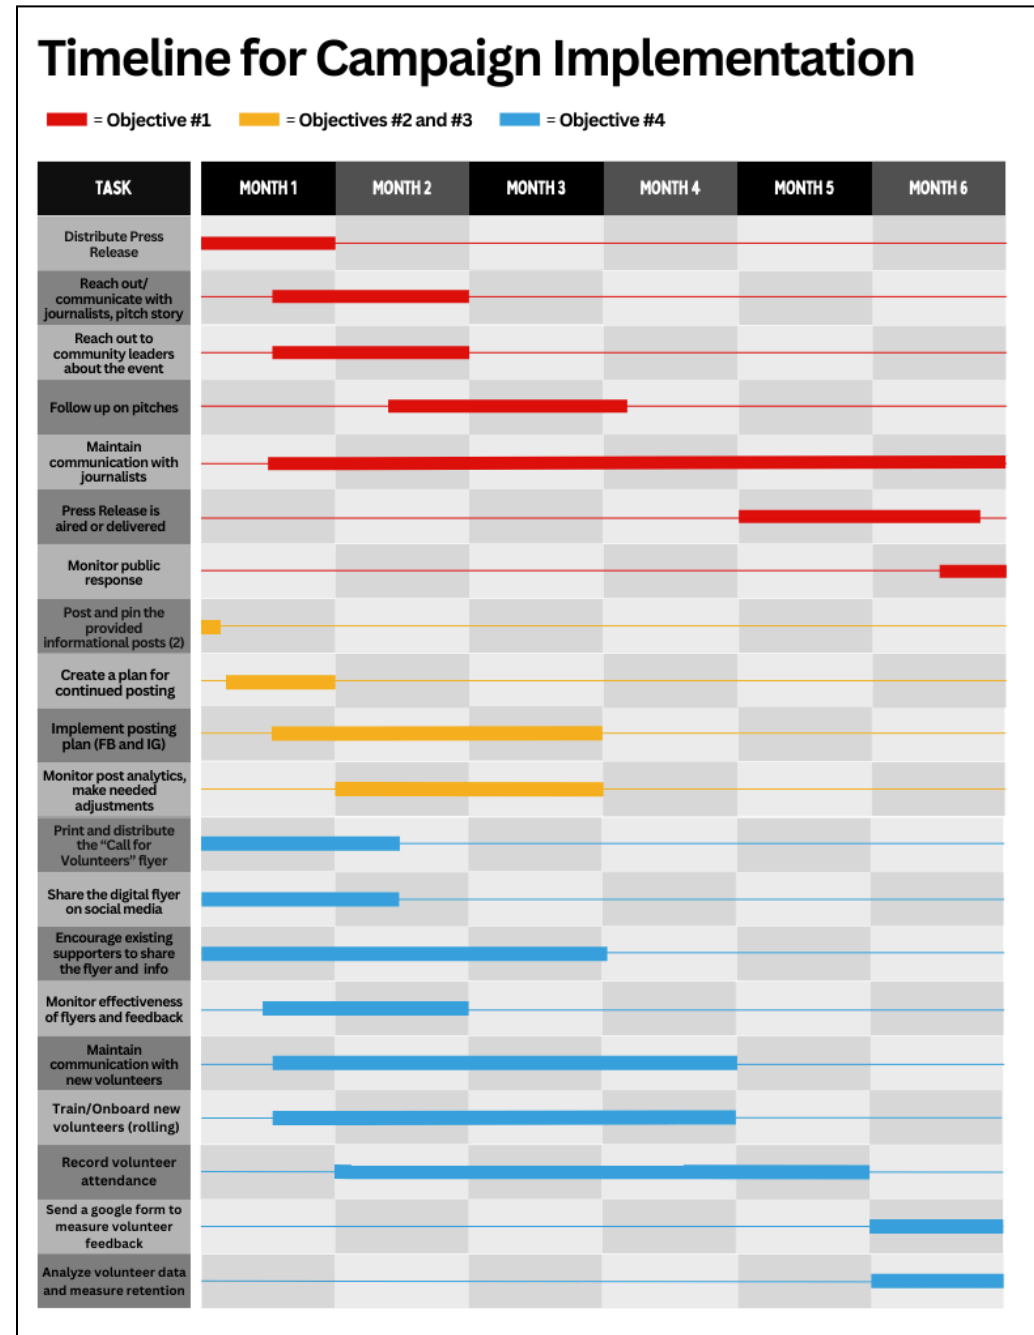 Timeline for Campaign Implementation
= Objective #1 = Objectives #2 and #3 = Objective #4
TASK MONTH 1 MONTH 2 MONTH 3 MONTH 4 MONTH 5 MONTH 6
Distribute Press
Release
Reach out/
communicate with
journalists, pitch story
Reach out to
community leaders
about the event
Follow up on pitches
Maintain
communication with
journalists
Press Release is
aired or delivered
Monitor public
response
Post and pin the
provided
informational posts (2)
Create a plan for
continued posting
Implement posting
plan (FB and IG)
Monitor post analytics,
make needed
adjustments
Print and distribute
the “Call for
Volunteers” flyer
Share the digital flyer
on social media
Encourage existing
supporters to share
the flyer and info
Monitor effectiveness
of flyers and feedback
Maintain
communication with
new volunteers
Train/Onboard new
volunteers (rolling)
Record volunteer
attendance
Send a google form to
measure volunteer
feedback
Analyze volunteer data
and measure retention